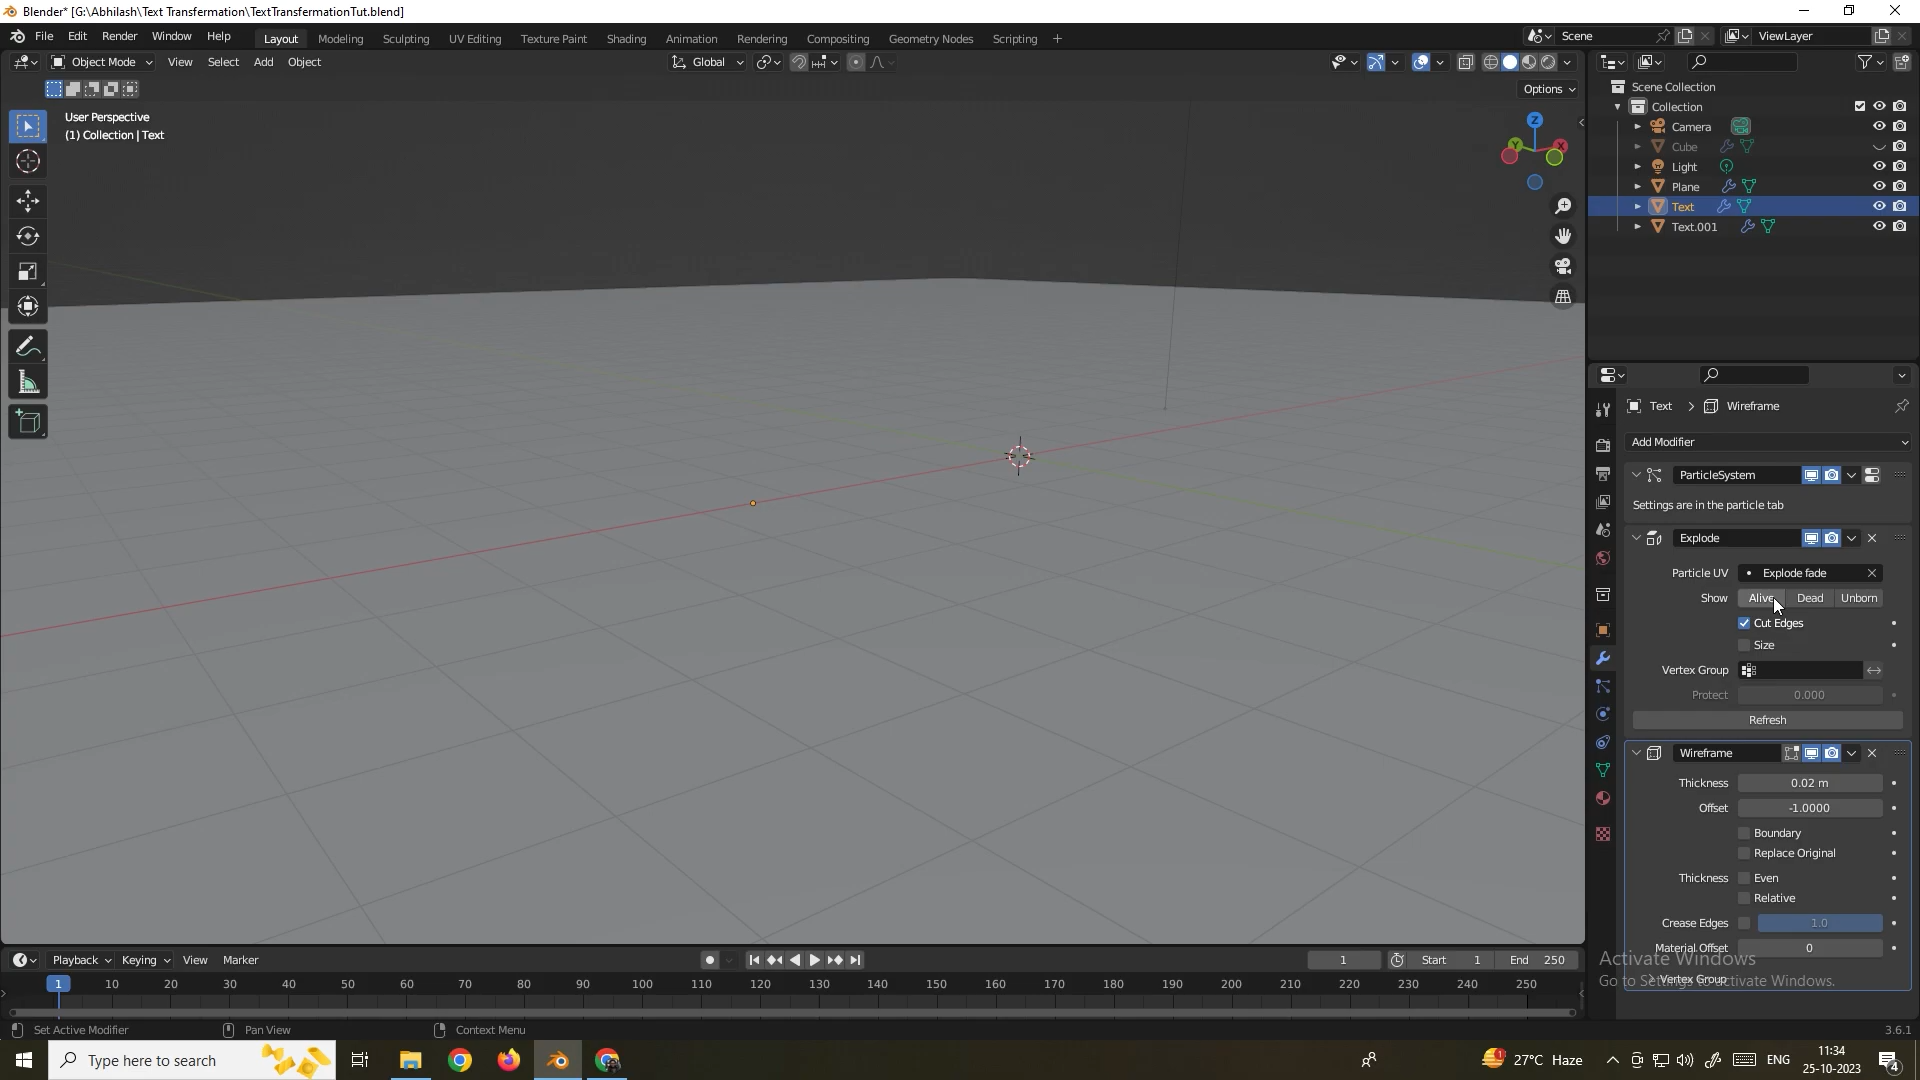 Blender* [G:\Abhilash\Text Transfermation\TextTransfermationTut.blend]
File Edit Render Window Help
Layout Modeling Sculpting UV Editing Texture Paint Shading Animation Rendering Compositing Geometry Nodes Scripting +
Scene
ViewLayer
Object Mode View Select Add Object
Global
Options
User Perspective
(1) Collection | Text
Z
Y
X
Scene Collection
Collection
Camera
Cube
Light
Plane
Text
Text.001
Text > Wireframe
Add Modifier
ParticleSystem
Settings are in the particle tab
Explode
Particle UV Explode fade
Show Alive Dead Unborn
Cut Edges
Size
Vertex Group
Protect 0.000
Refresh
Wireframe
Thickness 0.02 m
Offset -1.0000
Boundary
Replace Original
Thickness Even
Relative
Crease Edges 1.0
Material Offset 0
Vertex Group
Activate Windows
Go to Settings to activate Windows.
Playback Keying View Marker
1 Start 1 End 250
1 10 20 30 40 50 60 70 80 90 100 110 120 130 140 150 160 170 180 190 200 210 220 230 240 250
Set Active Modifier Pan View Context Menu
3.6.1
Type here to search
1
27°C Haze
ENG
11:34
25-10-2023
4